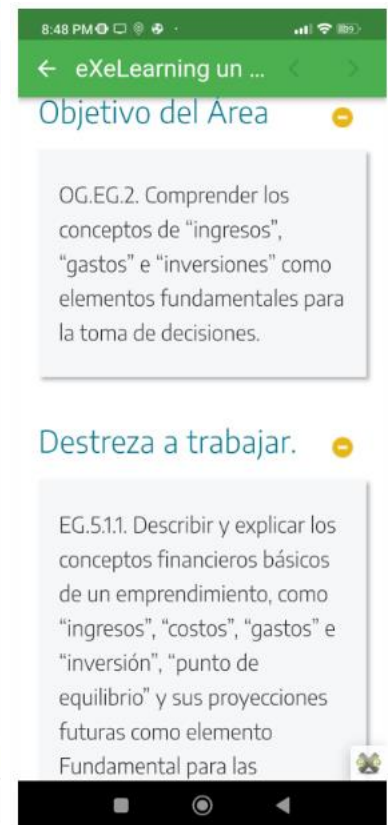 8:48 PM
eXeLearning un ...
Objetivo del Área
OG.EG.2. Comprender los
conceptos de “ingresos”,
“gastos” e “inversiones” como
elementos fundamentales para
la toma de decisiones.
Destreza a trabajar.
EG.5.1.1. Describir y explicar los
conceptos financieros básicos
de un emprendimiento, como
“ingresos”, “costos”, “gastos” e
“inversión”, “punto de
equilibrio” y sus proyecciones
futuras como elemento
Fundamental para las